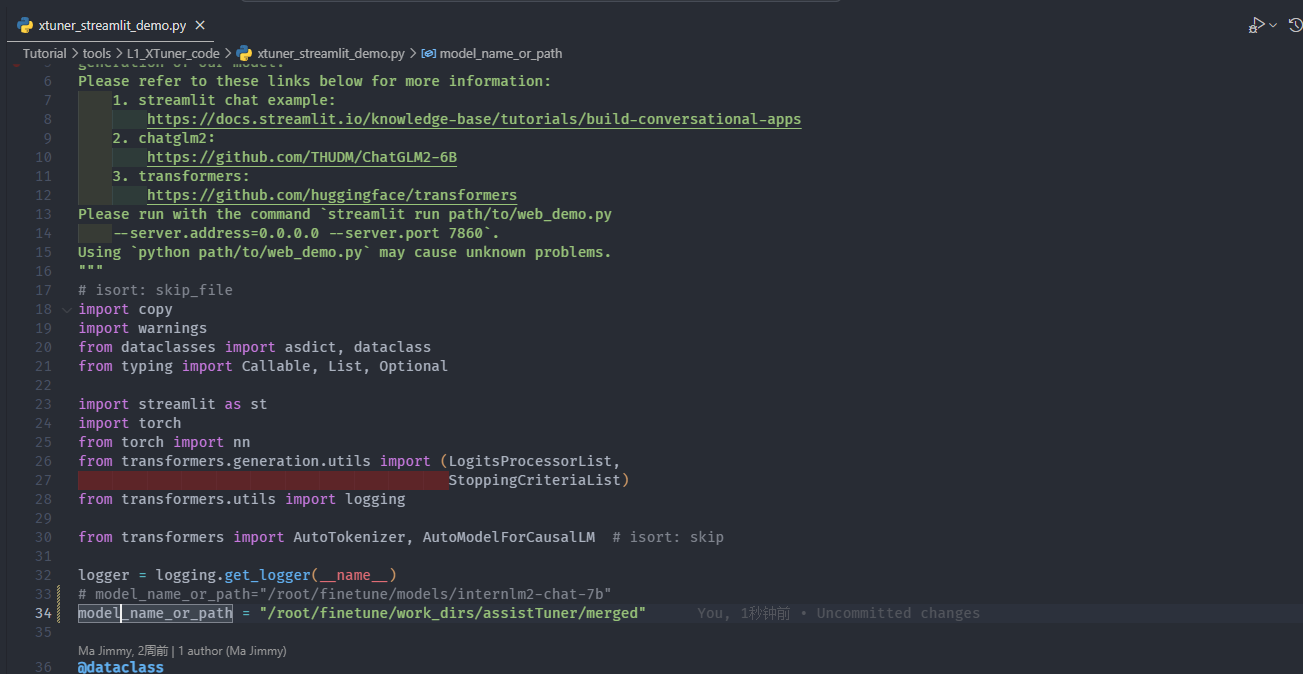 xtuner_streamlit_demo.py
Tutorial > tools > L1_XTuner_code > xtuner_streamlit_demo.py > model_name_or_path
5 generation of our model.
6 Please refer to these links below for more information:
7 1. streamlit chat example:
8 https://docs.streamlit.io/knowledge-base/tutorials/build-conversational-apps
9 2. chatglm2:
10 https://github.com/THUDM/ChatGLM2-6B
11 3. transformers:
12 https://github.com/huggingface/transformers
13 Please run with the command `streamlit run path/to/web_demo.py
14 --server.address=0.0.0.0 --server.port 7860`.
15 Using `python path/to/web_demo.py` may cause unknown problems.
16 """
17 # isort: skip_file
18 import copy
19 import warnings
20 from dataclasses import asdict, dataclass
21 from typing import Callable, List, Optional
22
23 import streamlit as st
24 import torch
25 from torch import nn
26 from transformers.generation.utils import (LogitsProcessorList,
27 StoppingCriteriaList)
28 from transformers.utils import logging
29
30 from transformers import AutoTokenizer, AutoModelForCausalLM  # isort: skip
31
32 logger = logging.get_logger(__name__)
33 # model_name_or_path="/root/finetune/models/internlm2-chat-7b"
34 model_name_or_path = "/root/finetune/work_dirs/assistTuner/merged" You, 1秒钟前 • Uncommitted changes
35
Ma Jimmy, 2周前 | 1 author (Ma Jimmy)
36 @dataclass